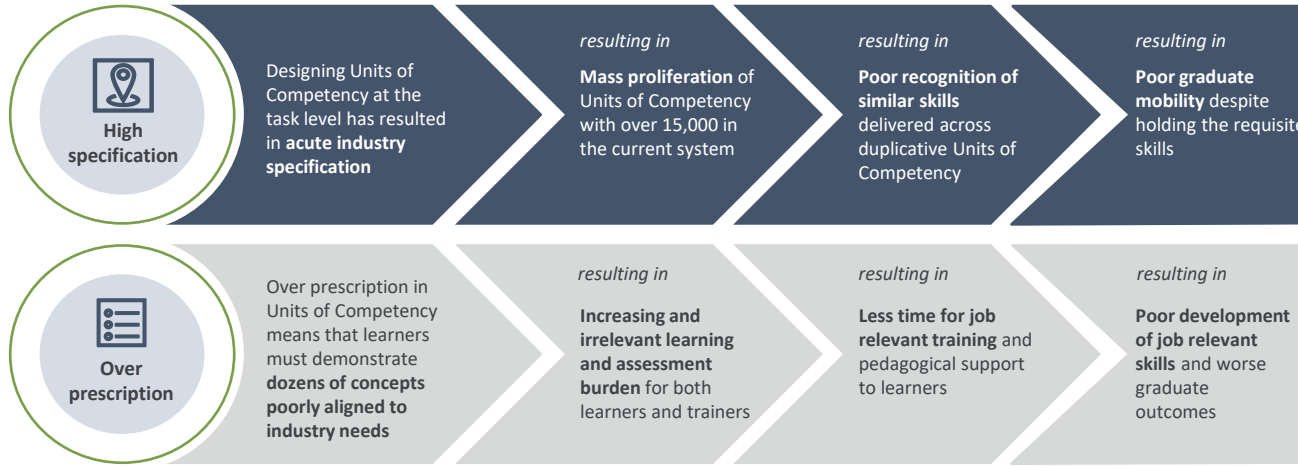 High
specification
Designing Units of
Competency at the
task level has resulted
in acute industry
specification
resulting in
Mass proliferation of
Units of Competency
with over 15,000 in
the current system
resulting in
Poor recognition of
similar skills
delivered across
duplicative Units of
Competency
resulting in
Poor graduate
mobility despite
holding the requisite
skills
Over
prescription
Over prescription in
Units of Competency
means that learners
must demonstrate
dozens of concepts
poorly aligned to
industry needs
resulting in
Increasing and
irrelevant learning
and assessment
burden for both
learners and trainers
resulting in
Less time for job
relevant training and
pedagogical support
to learners
resulting in
Poor development
of job relevant
skills and worse
graduate
outcomes